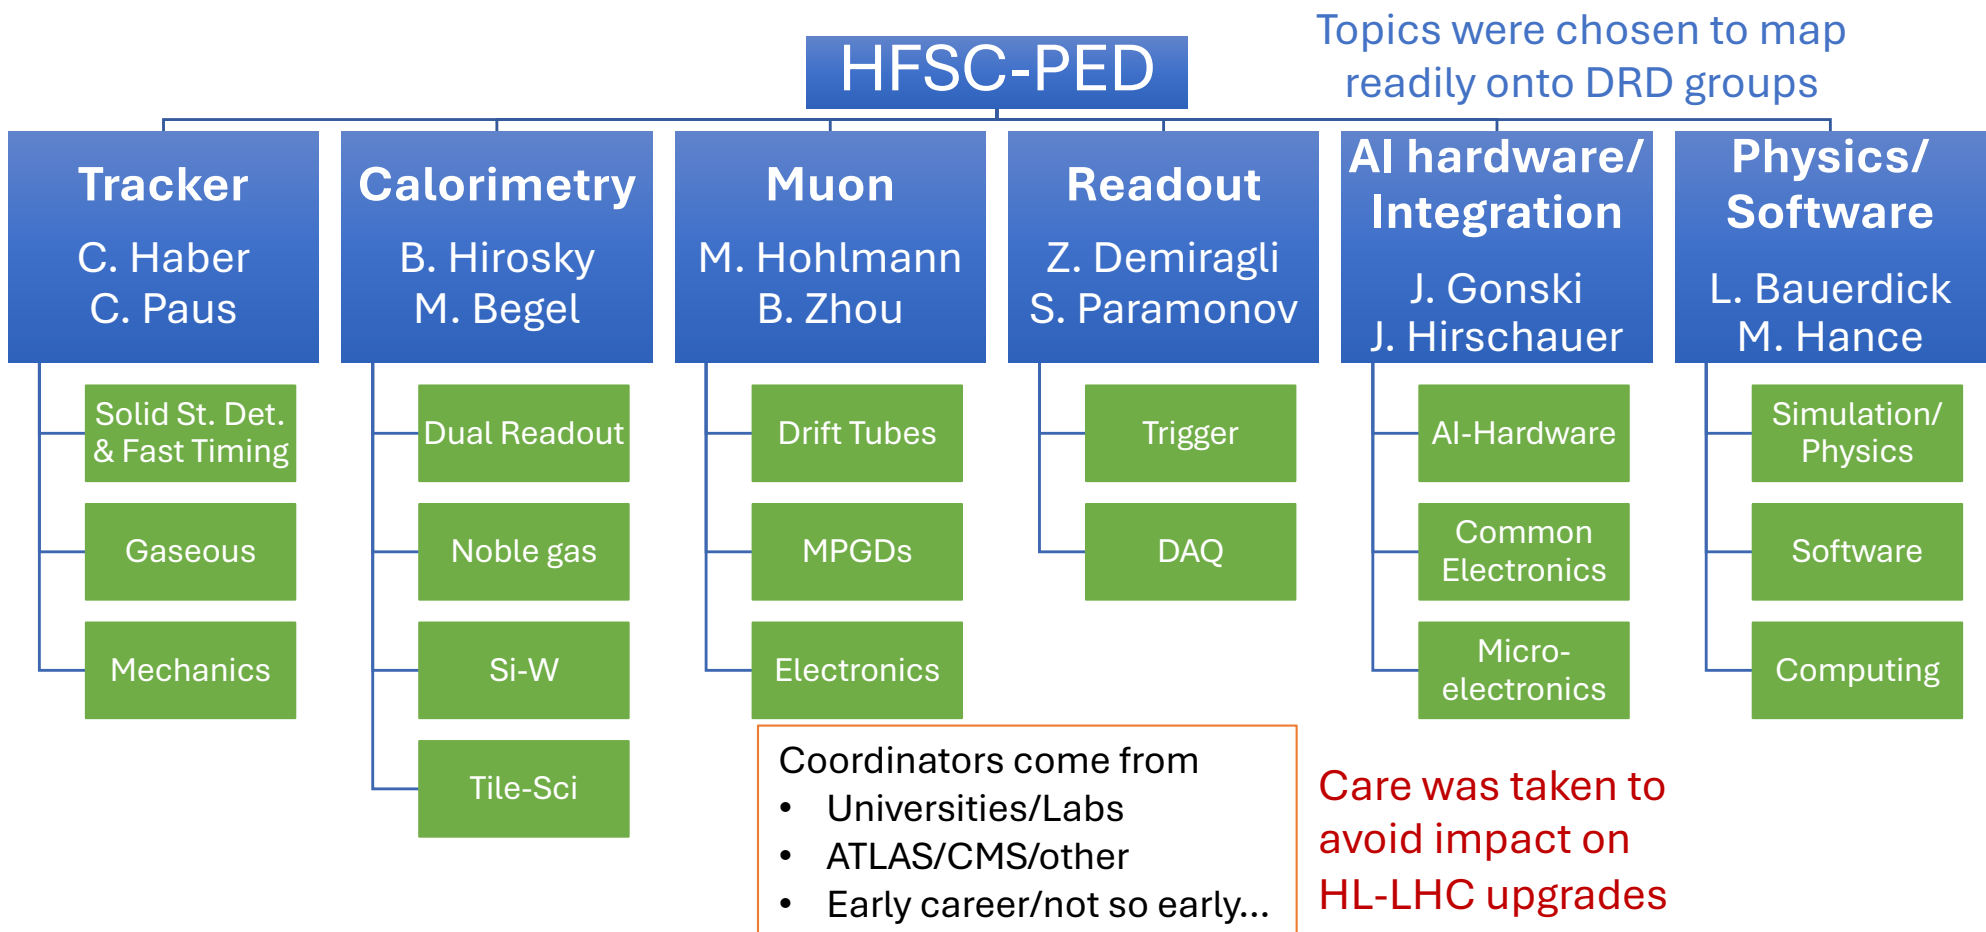 HFSC-PED
Topics were chosen to map
readily onto DRD groups
Tracker
C. Haber
C. Paus
Solid St. Det.
& Fast Timing
Gaseous
Mechanics
Calorimetry
B. Hirosky
M. Begel
Dual Readout
Noble gas
Si-W
Tile-Sci
Muon
M. Hohlmann
B. Zhou
Drift Tubes
MPGDs
Electronics
Readout
Z. Demiragli
S. Paramonov
Trigger
DAQ
AI hardware/
Integration
J. Gonski
J. Hirschauer
AI-Hardware
Common
Electronics
Micro-
electronics
Physics/
Software
L. Bauerdick
M. Hance
Simulation/
Physics
Software
Computing
Coordinators come from
• Universities/Labs
• ATLAS/CMS/other
• Early career/not so early...
Care was taken to
avoid impact on
HL-LHC upgrades